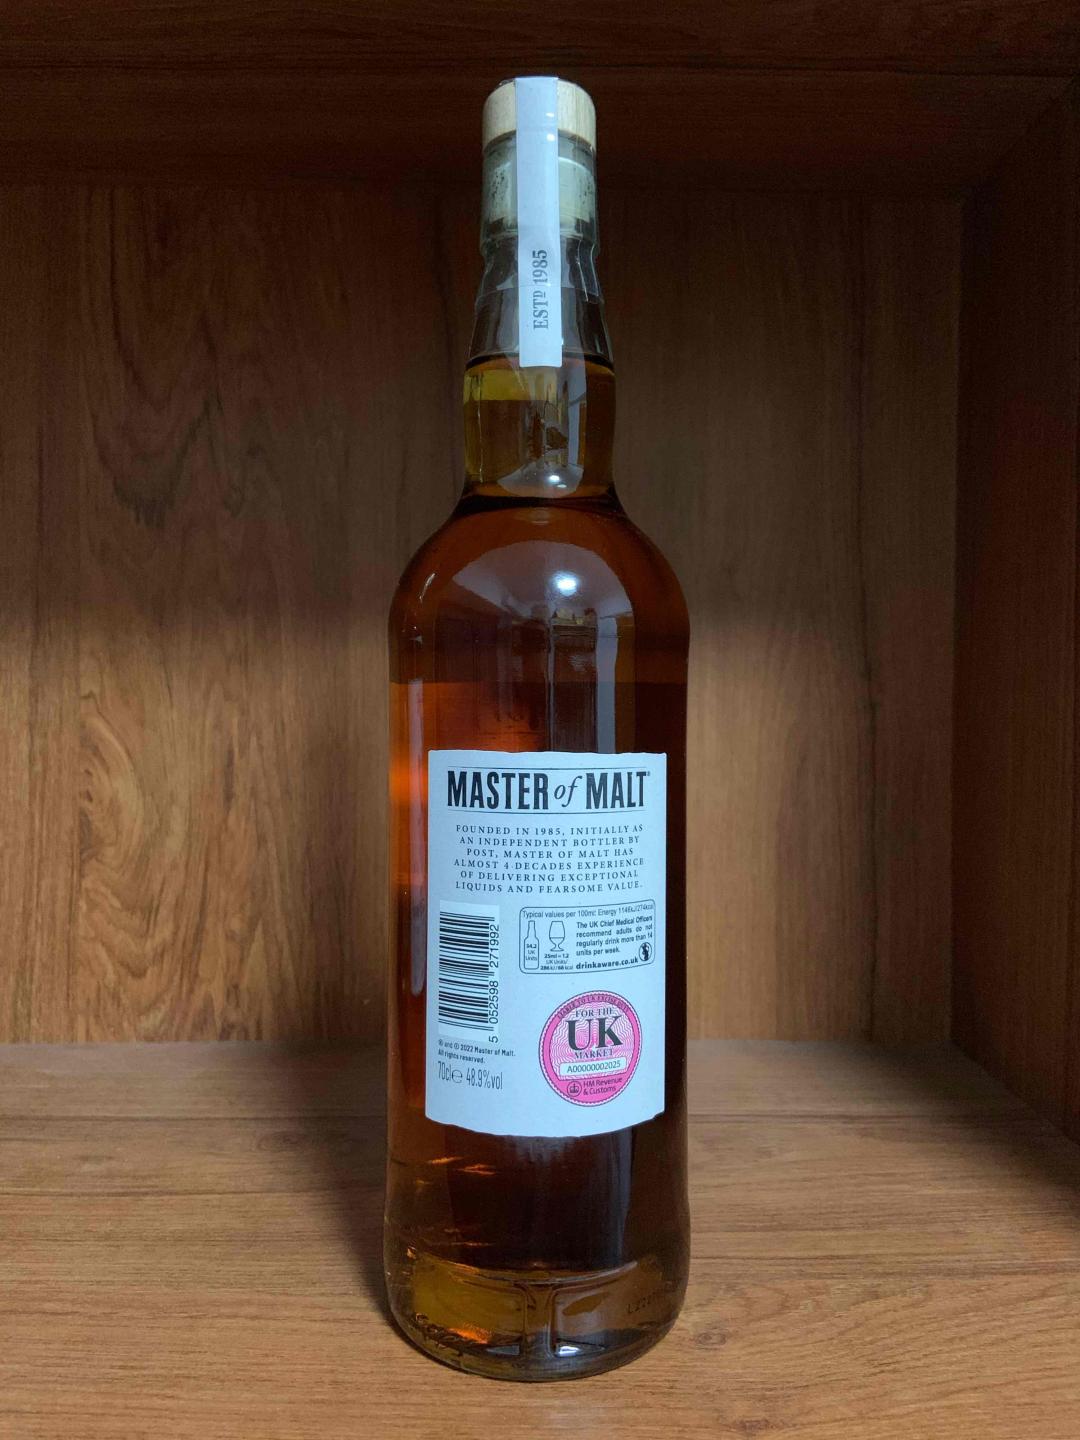 ESTD 1985
MASTER of MALT®
FOUNDED IN 1985, INITIALLY AS
AN INDEPENDENT BOTTLER BY
POST, MASTER OF MALT HAS
ALMOST 4 DECADES EXPERIENCE
OF DELIVERING EXCEPTIONAL
LIQUIDS AND FEARSOME VALUE.
Typical values per 100ml: Energy 1146kJ/274kcal
34.2
UK
Units
25ml = 1.2
UK Units/
286kJ/68kcal
The UK Chief Medical Officers
recommend adults do not
regularly drink more than 14
units per week.
drinkaware.co.uk
5 052598 271992
® and © 2022 Master of Malt.
All rights reserved.
70cl℮ 48.9%vol
FOR THE
UK
MARKET
A00000002025
HM Revenue
& Customs